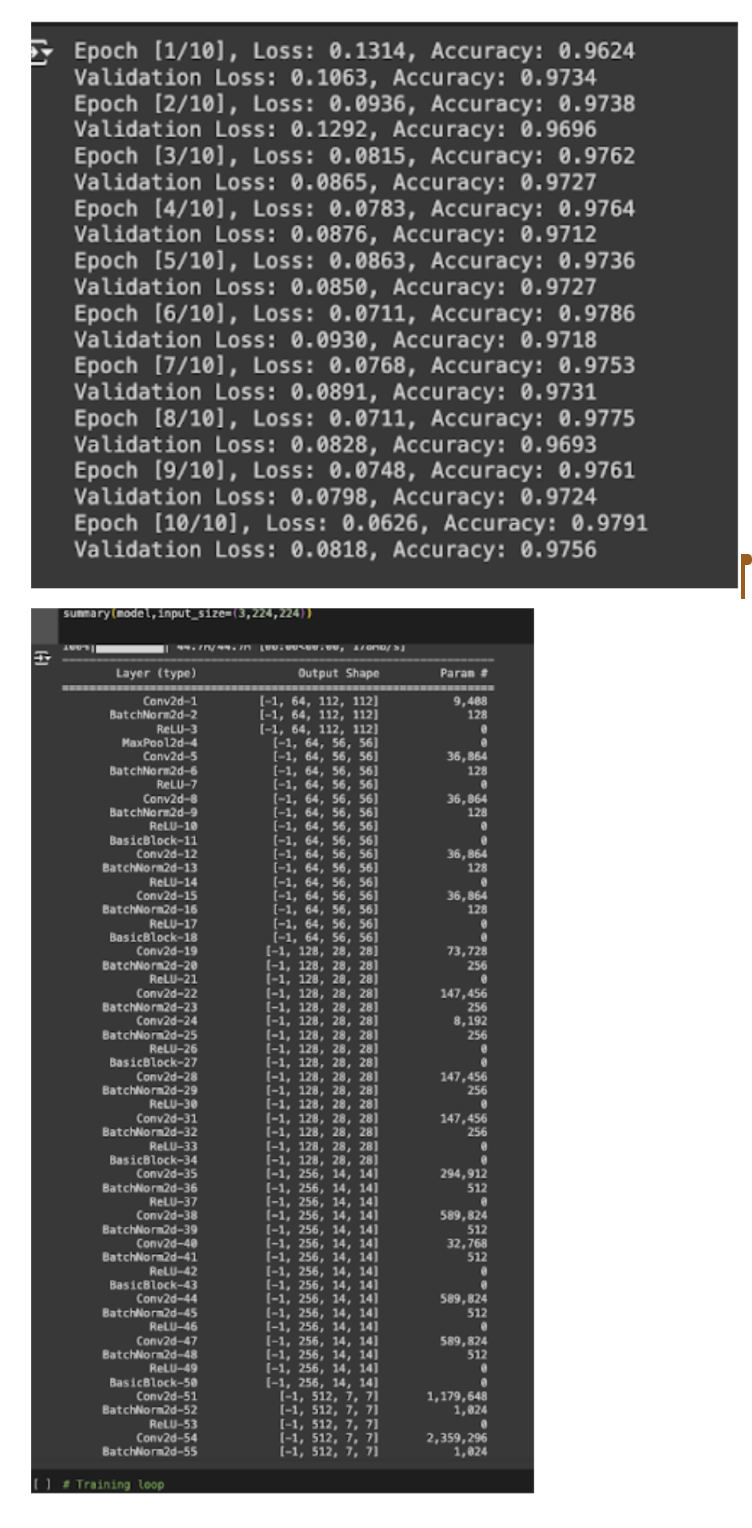 Epoch [1/10], Loss: 0.1314, Accuracy: 0.9624
Validation Loss: 0.1063, Accuracy: 0.9734
Epoch [2/10], Loss: 0.0936, Accuracy: 0.9738
Validation Loss: 0.1292, Accuracy: 0.9696
Epoch [3/10], Loss: 0.0815, Accuracy: 0.9762
Validation Loss: 0.0865, Accuracy: 0.9727
Epoch [4/10], Loss: 0.0783, Accuracy: 0.9764
Validation Loss: 0.0876, Accuracy: 0.9712
Epoch [5/10], Loss: 0.0863, Accuracy: 0.9736
Validation Loss: 0.0850, Accuracy: 0.9727
Epoch [6/10], Loss: 0.0711, Accuracy: 0.9786
Validation Loss: 0.0930, Accuracy: 0.9718
Epoch [7/10], Loss: 0.0768, Accuracy: 0.9753
Validation Loss: 0.0891, Accuracy: 0.9731
Epoch [8/10], Loss: 0.0711, Accuracy: 0.9775
Validation Loss: 0.0828, Accuracy: 0.9693
Epoch [9/10], Loss: 0.0748, Accuracy: 0.9761
Validation Loss: 0.0798, Accuracy: 0.9724
Epoch [10/10], Loss: 0.0626, Accuracy: 0.9791
Validation Loss: 0.0818, Accuracy: 0.9756
summary(model,input_size=(3,224,224))
100%| | 44.7M/44.7M [00:00<00:00, 178MB/s]
Layer (type) Output Shape Param #
Conv2d-1 [-1, 64, 112, 112] 9,408
BatchNorm2d-2 [-1, 64, 112, 112] 128
ReLU-3 [-1, 64, 112, 112] 0
MaxPool2d-4 [-1, 64, 56, 56] 0
Conv2d-5 [-1, 64, 56, 56] 36,864
BatchNorm2d-6 [-1, 64, 56, 56] 128
ReLU-7 [-1, 64, 56, 56] 0
Conv2d-8 [-1, 64, 56, 56] 36,864
BatchNorm2d-9 [-1, 64, 56, 56] 128
ReLU-10 [-1, 64, 56, 56] 0
BasicBlock-11 [-1, 64, 56, 56] 0
Conv2d-12 [-1, 64, 56, 56] 36,864
BatchNorm2d-13 [-1, 64, 56, 56] 128
ReLU-14 [-1, 64, 56, 56] 0
Conv2d-15 [-1, 64, 56, 56] 36,864
BatchNorm2d-16 [-1, 64, 56, 56] 128
ReLU-17 [-1, 64, 56, 56] 0
BasicBlock-18 [-1, 64, 56, 56] 0
Conv2d-19 [-1, 128, 28, 28] 73,728
BatchNorm2d-20 [-1, 128, 28, 28] 256
ReLU-21 [-1, 128, 28, 28] 0
Conv2d-22 [-1, 128, 28, 28] 147,456
BatchNorm2d-23 [-1, 128, 28, 28] 256
Conv2d-24 [-1, 128, 28, 28] 8,192
BatchNorm2d-25 [-1, 128, 28, 28] 256
ReLU-26 [-1, 128, 28, 28] 0
BasicBlock-27 [-1, 128, 28, 28] 0
Conv2d-28 [-1, 128, 28, 28] 147,456
BatchNorm2d-29 [-1, 128, 28, 28] 256
ReLU-30 [-1, 128, 28, 28] 0
Conv2d-31 [-1, 128, 28, 28] 147,456
BatchNorm2d-32 [-1, 128, 28, 28] 256
ReLU-33 [-1, 128, 28, 28] 0
BasicBlock-34 [-1, 128, 28, 28] 0
Conv2d-35 [-1, 256, 14, 14] 294,912
BatchNorm2d-36 [-1, 256, 14, 14] 512
ReLU-37 [-1, 256, 14, 14] 0
Conv2d-38 [-1, 256, 14, 14] 589,824
BatchNorm2d-39 [-1, 256, 14, 14] 512
Conv2d-40 [-1, 256, 14, 14] 32,768
BatchNorm2d-41 [-1, 256, 14, 14] 512
ReLU-42 [-1, 256, 14, 14] 0
BasicBlock-43 [-1, 256, 14, 14] 0
Conv2d-44 [-1, 256, 14, 14] 589,824
BatchNorm2d-45 [-1, 256, 14, 14] 512
ReLU-46 [-1, 256, 14, 14] 0
Conv2d-47 [-1, 256, 14, 14] 589,824
BatchNorm2d-48 [-1, 256, 14, 14] 512
ReLU-49 [-1, 256, 14, 14] 0
BasicBlock-50 [-1, 256, 14, 14] 0
Conv2d-51 [-1, 512, 7, 7] 1,179,648
BatchNorm2d-52 [-1, 512, 7, 7] 1,024
ReLU-53 [-1, 512, 7, 7] 0
Conv2d-54 [-1, 512, 7, 7] 2,359,296
BatchNorm2d-55 [-1, 512, 7, 7] 1,024
[ ] # Training loop